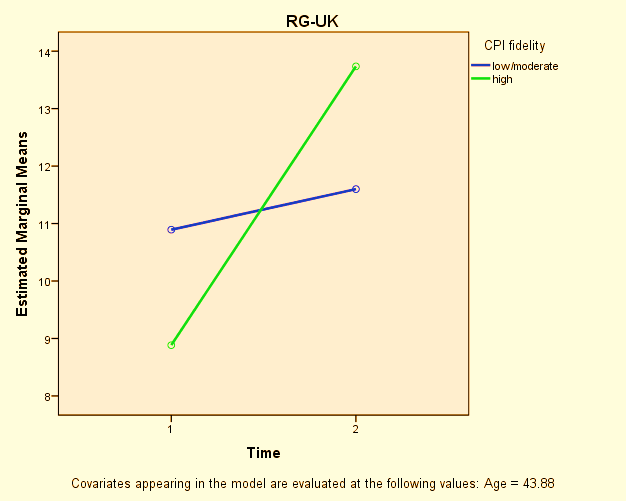 RG-UK
CPI fidelity
low/moderate
high
Estimated Marginal Means
14
13
12
11
10
9
8
1
2
Time
Covariates appearing in the model are evaluated at the following values: Age = 43.88